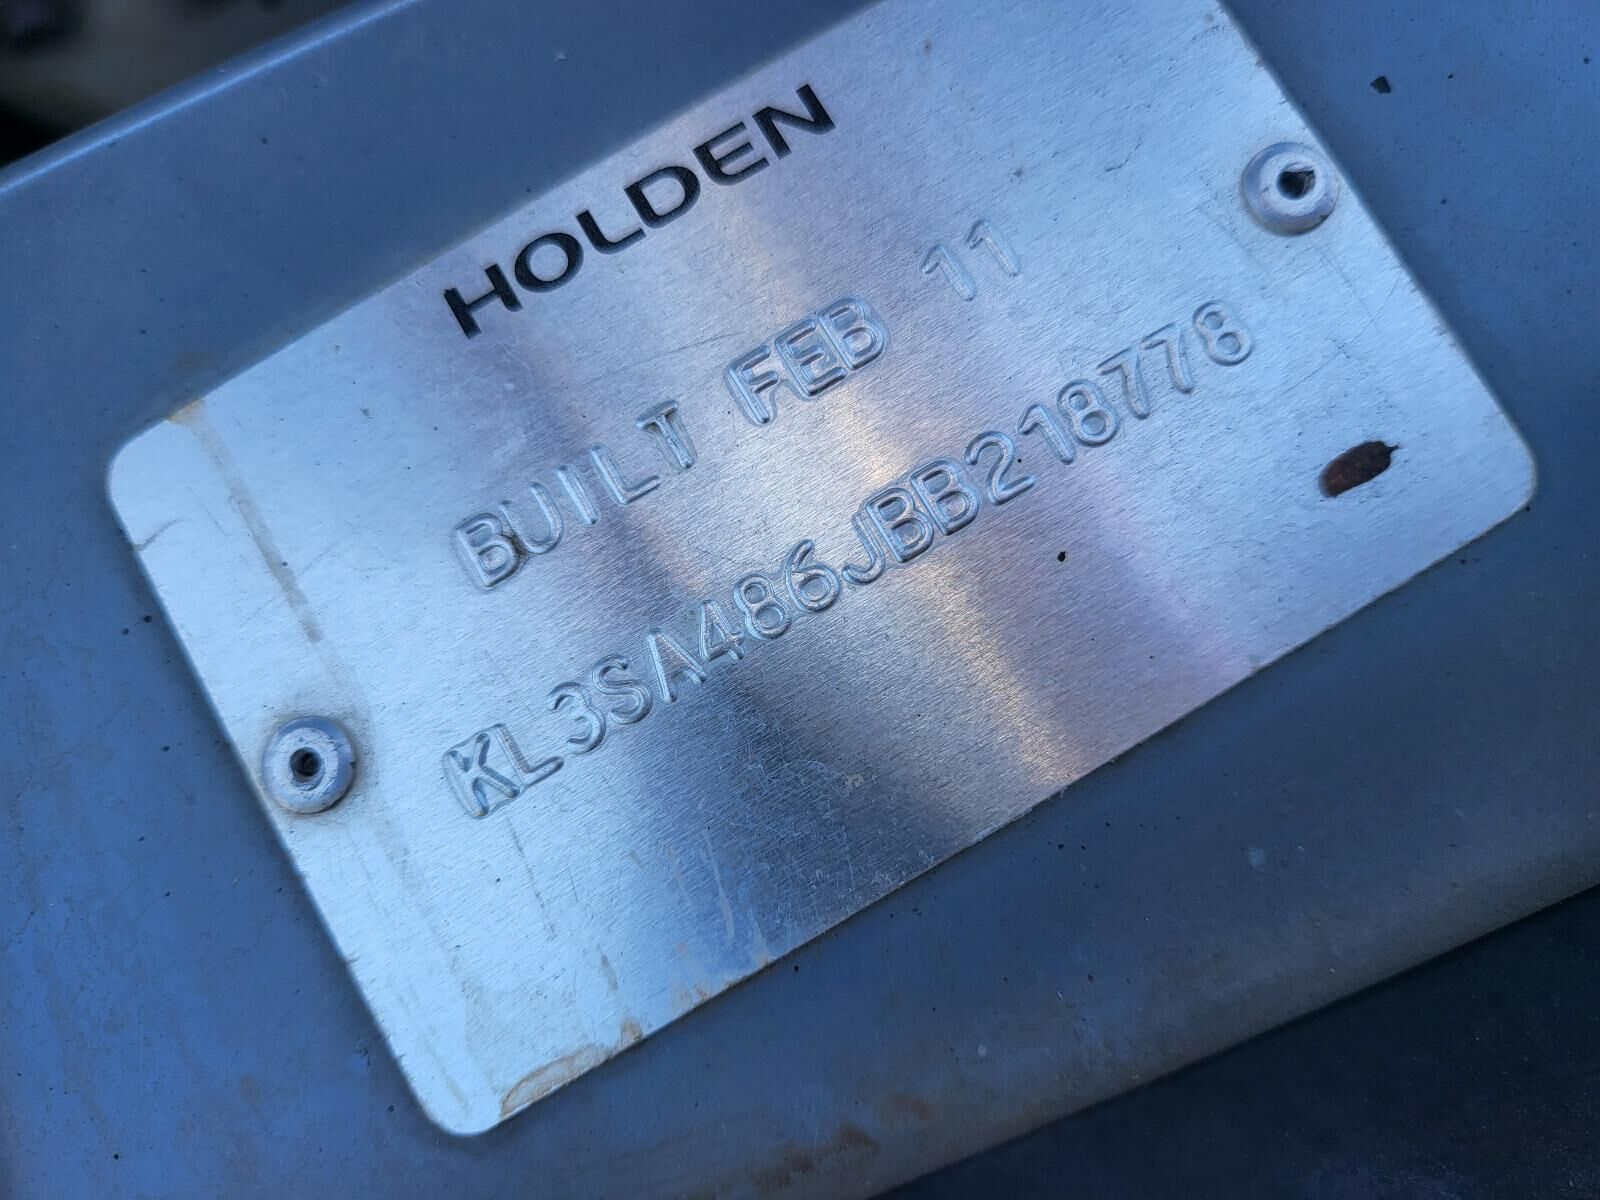 HOLDEN
BUILT FEB 11
KL3SA486JBB218778